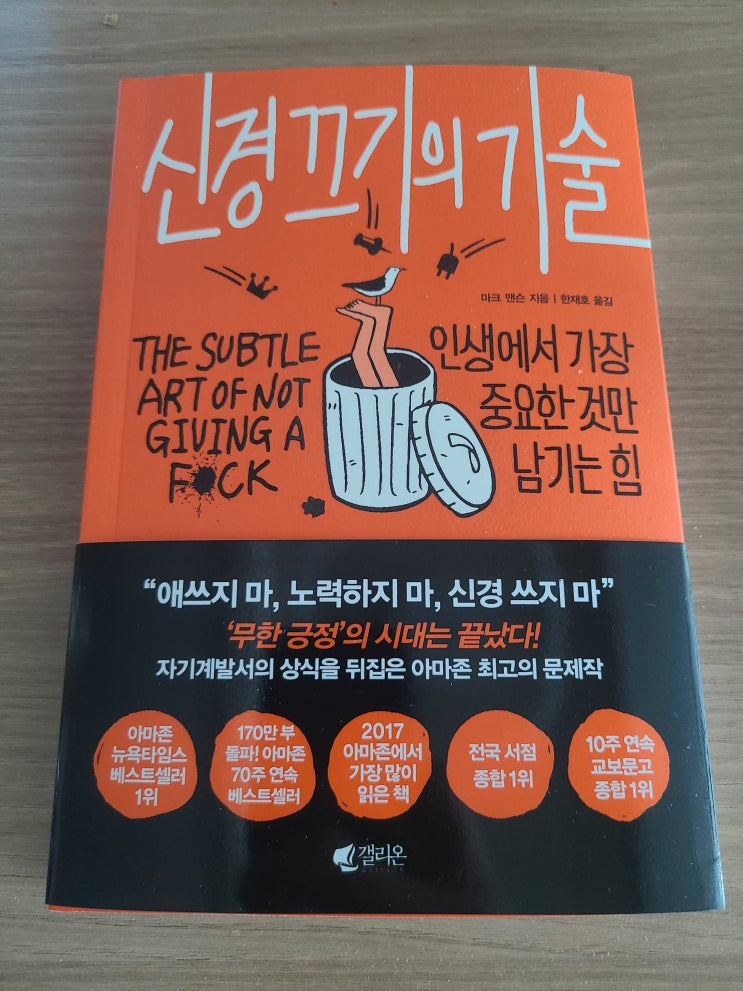 신경 끄기의 기술
마크 맨슨 지음 | 한재호 옮김
THE SUBTLE
ART OF NOT
GIVING A
F CK
인생에서 가장
중요한 것만
남기는 힘
“애쓰지 마, 노력하지 마, 신경 쓰지 마”
‘무한 긍정’의 시대는 끝났다!
자기계발서의 상식을 뒤집은 아마존 최고의 문제작
아마존
뉴욕타임스
베스트셀러
1위
170만 부
돌파! 아마존
70주 연속
베스트셀러
2017
아마존에서
가장 많이
읽은 책
전국 서점
종합 1위
10주 연속
교보문고
종합 1위
갤리온